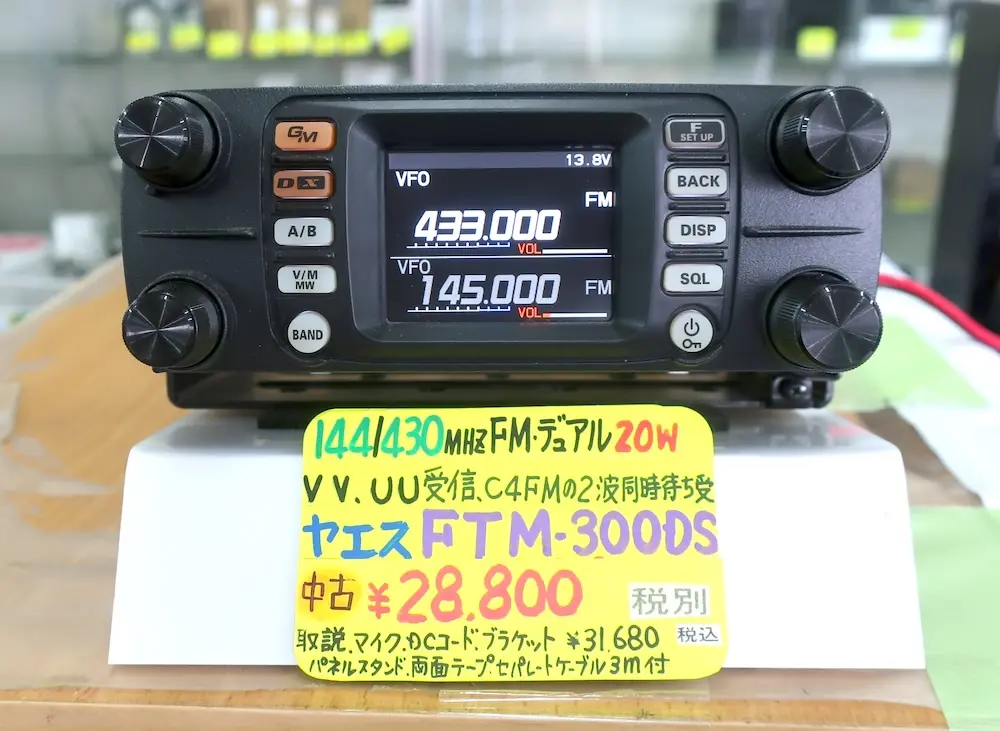 GM
DX
A/B
V/M
MW
BAND
13.8V
VFO
FM
433.000
VOL
VFO
145.000
FM
VOL
F
SET UP
BACK
DISP
SQL
144/430MHZ FM・デュアル 20W
VV、UU受信、C4FMの2波同時待ち受
ヤエス FTM-300DS
中古 ¥28.800 税別
取説、マイク、DCコード、ブラケット ¥31.680 税込
パネルスタンド、両面テープ、セパレートケーブル3m付